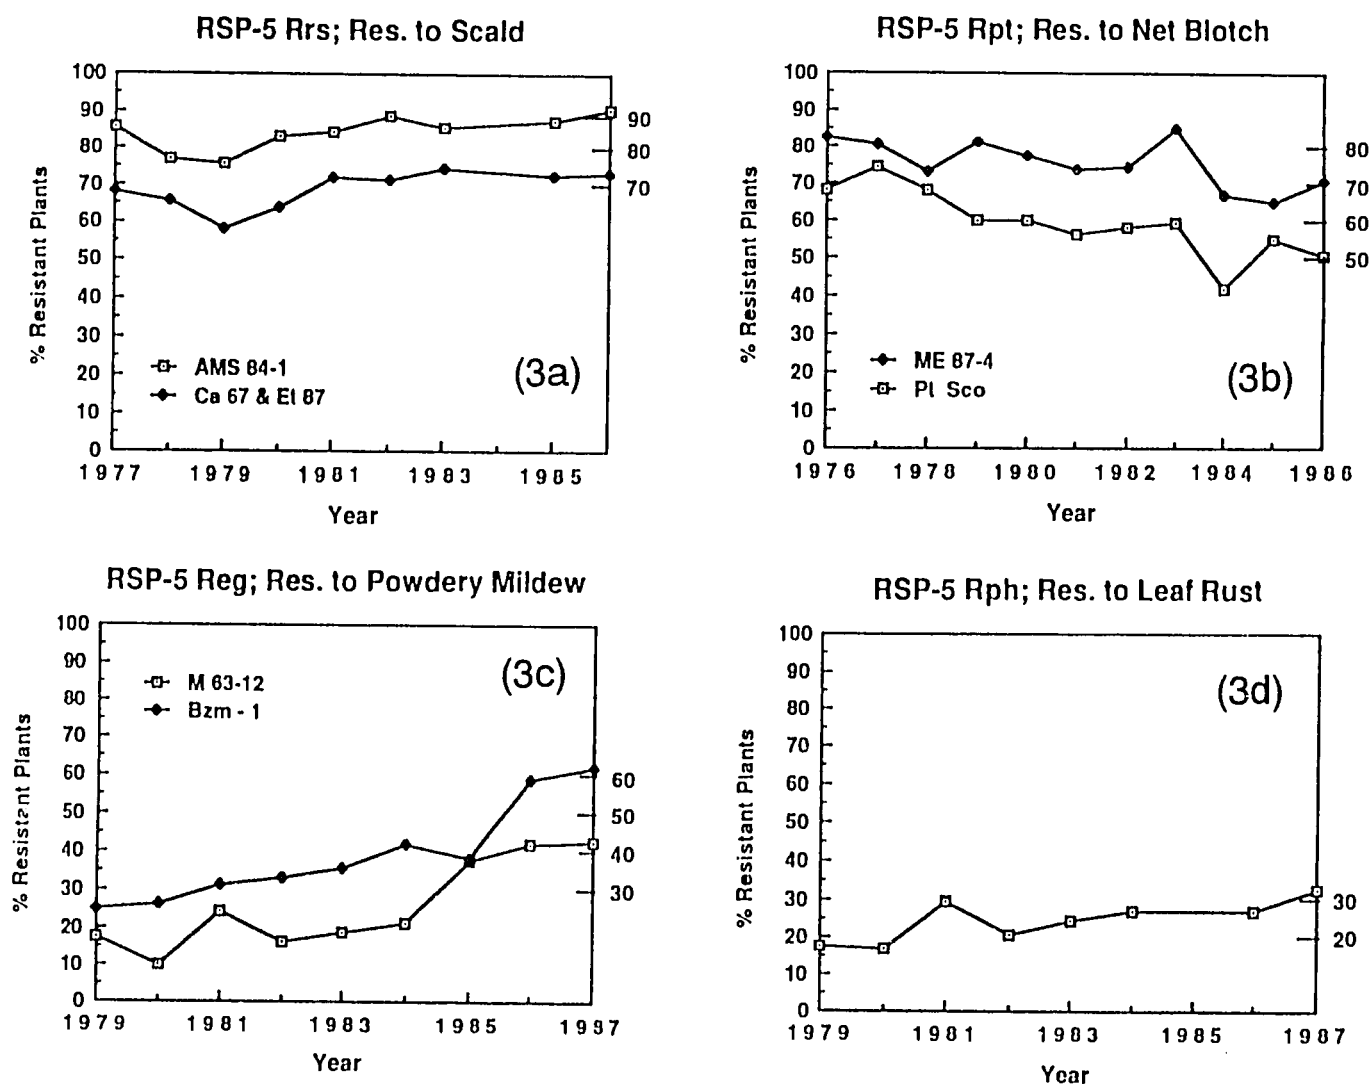 RSP-5 Rrs; Res. to Scald
100
90
80
70
60
50
40
30
20
10
0
% Resistant Plants
90
80
70
AMS 84-1
Ca 67 & Et 87
(3a)
1977 1979 1981 1983 1985
Year
RSP-5 Rpt; Res. to Net Blotch
100
90
80
70
60
50
40
30
20
10
0
% Resistant Plants
80
70
60
50
ME 87-4
Pt Sco
(3b)
1976 1978 1980 1982 1984 1986
Year
RSP-5 Reg; Res. to Powdery Mildew
100
90
80
70
60
50
40
30
20
10
0
% Resistant Plants
60
50
40
30
M 63-12
Bzm - 1
(3c)
1979 1981 1983 1985 1987
Year
RSP-5 Rph; Res. to Leaf Rust
100
90
80
70
60
50
40
30
20
10
0
% Resistant Plants
30
20
(3d)
1979 1981 1983 1985 1987
Year